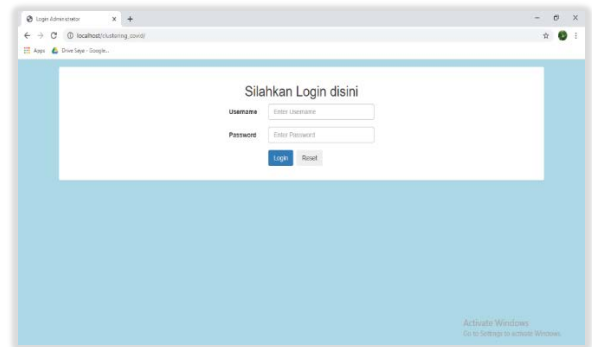 Login Administrator
localhost/clustering_covid/
Apps Drive Saya - Google...
Silahkan Login disini
Username Enter Username
Password Enter Password
Login Reset
Activate Windows
Go to Settings to activate Windows.